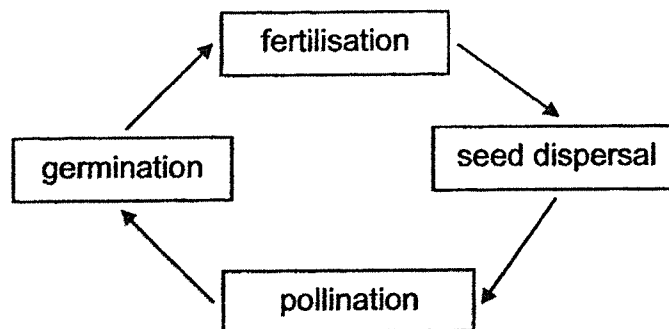 fertilisation
germination
seed dispersal
pollination